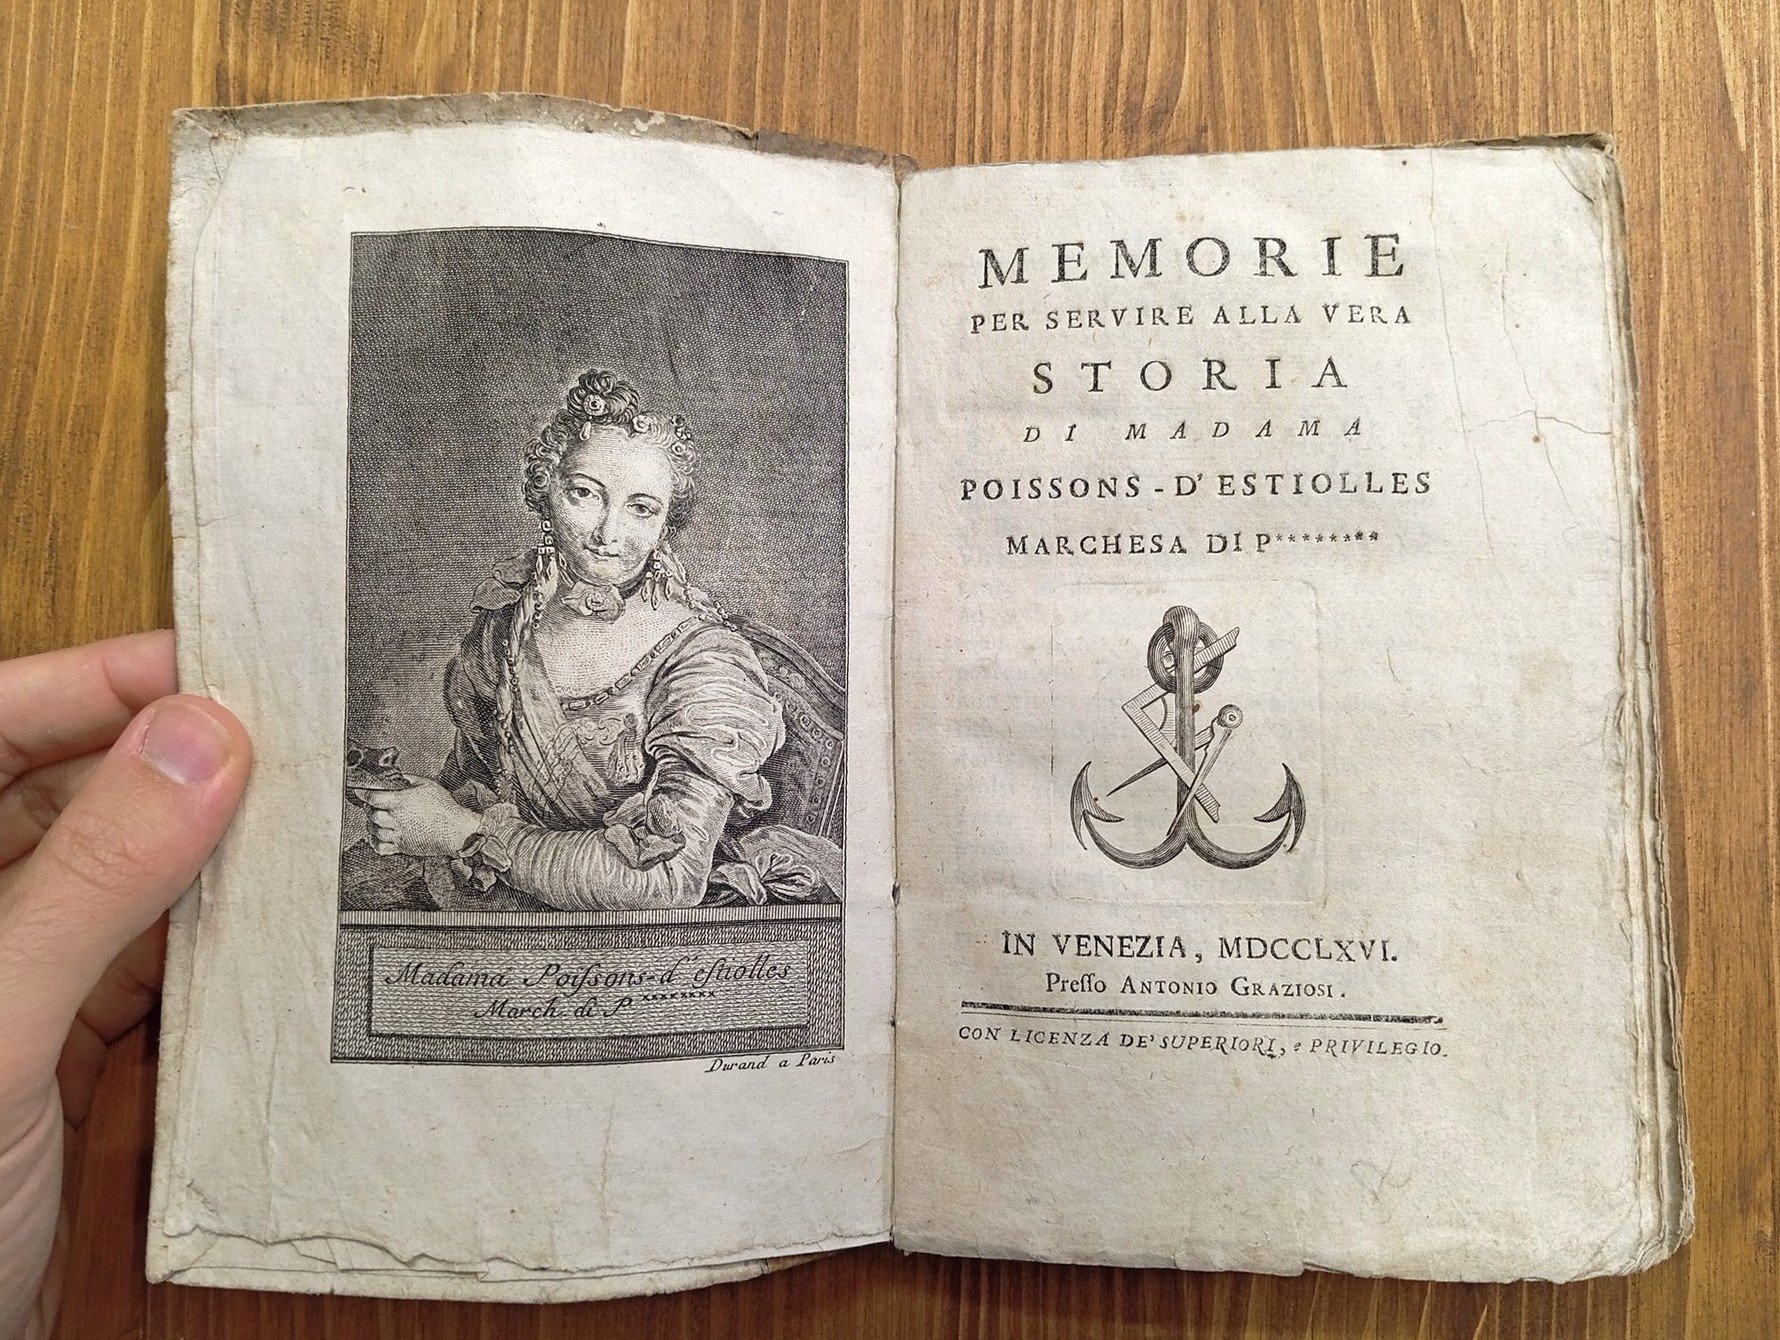 Madama Poiſsons-d'eſtiolles
March. di P********
Durand a Paris
MEMORIE
PER SERVIRE ALLA VERA
STORIA
DI MADAMA
POISSONS-D'ESTIOLLES
MARCHESA DI P********
IN VENEZIA, MDCCLXVI.
Preſſo ANTONIO GRAZIOSI.
CON LICENZA DE' SUPERIORI, e PRIVILEGIO.